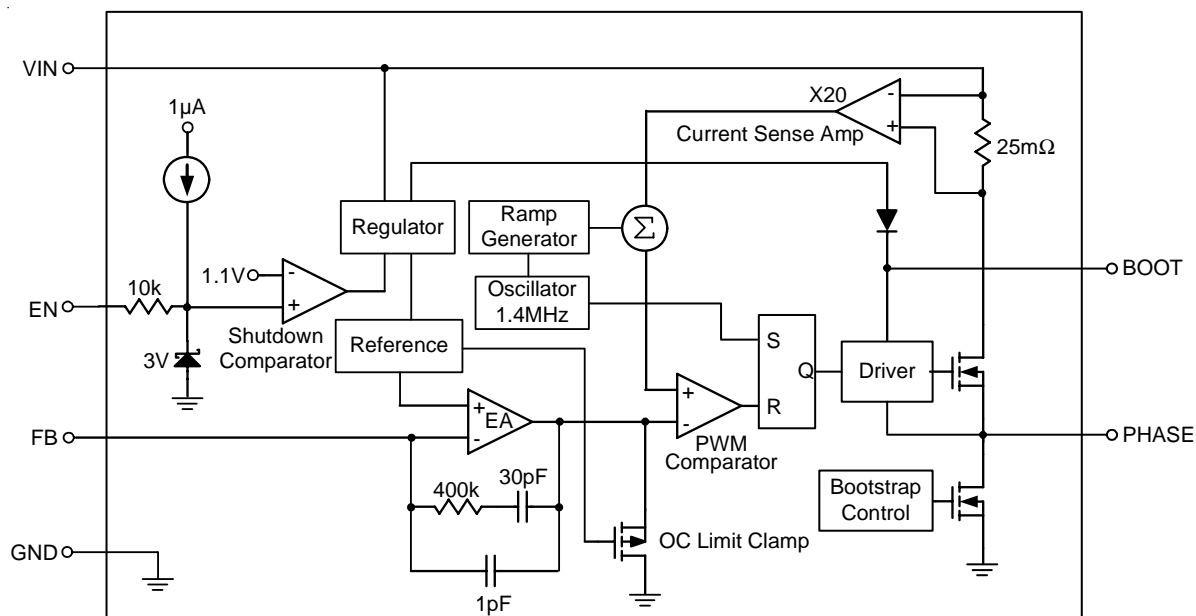 VIN
1µA
X20
-
+
Current Sense Amp
25mΩ
Regulator
Ramp
Generator
Σ
1.1V
-
+
BOOT
EN
10k
Oscillator
1.4MHz
Shutdown
Comparator
3V
Reference
S
Q
R
Driver
+
EA
-
+
-
FB
PWM
Comparator
PHASE
400k
30pF
Bootstrap
Control
OC Limit Clamp
GND
1pF